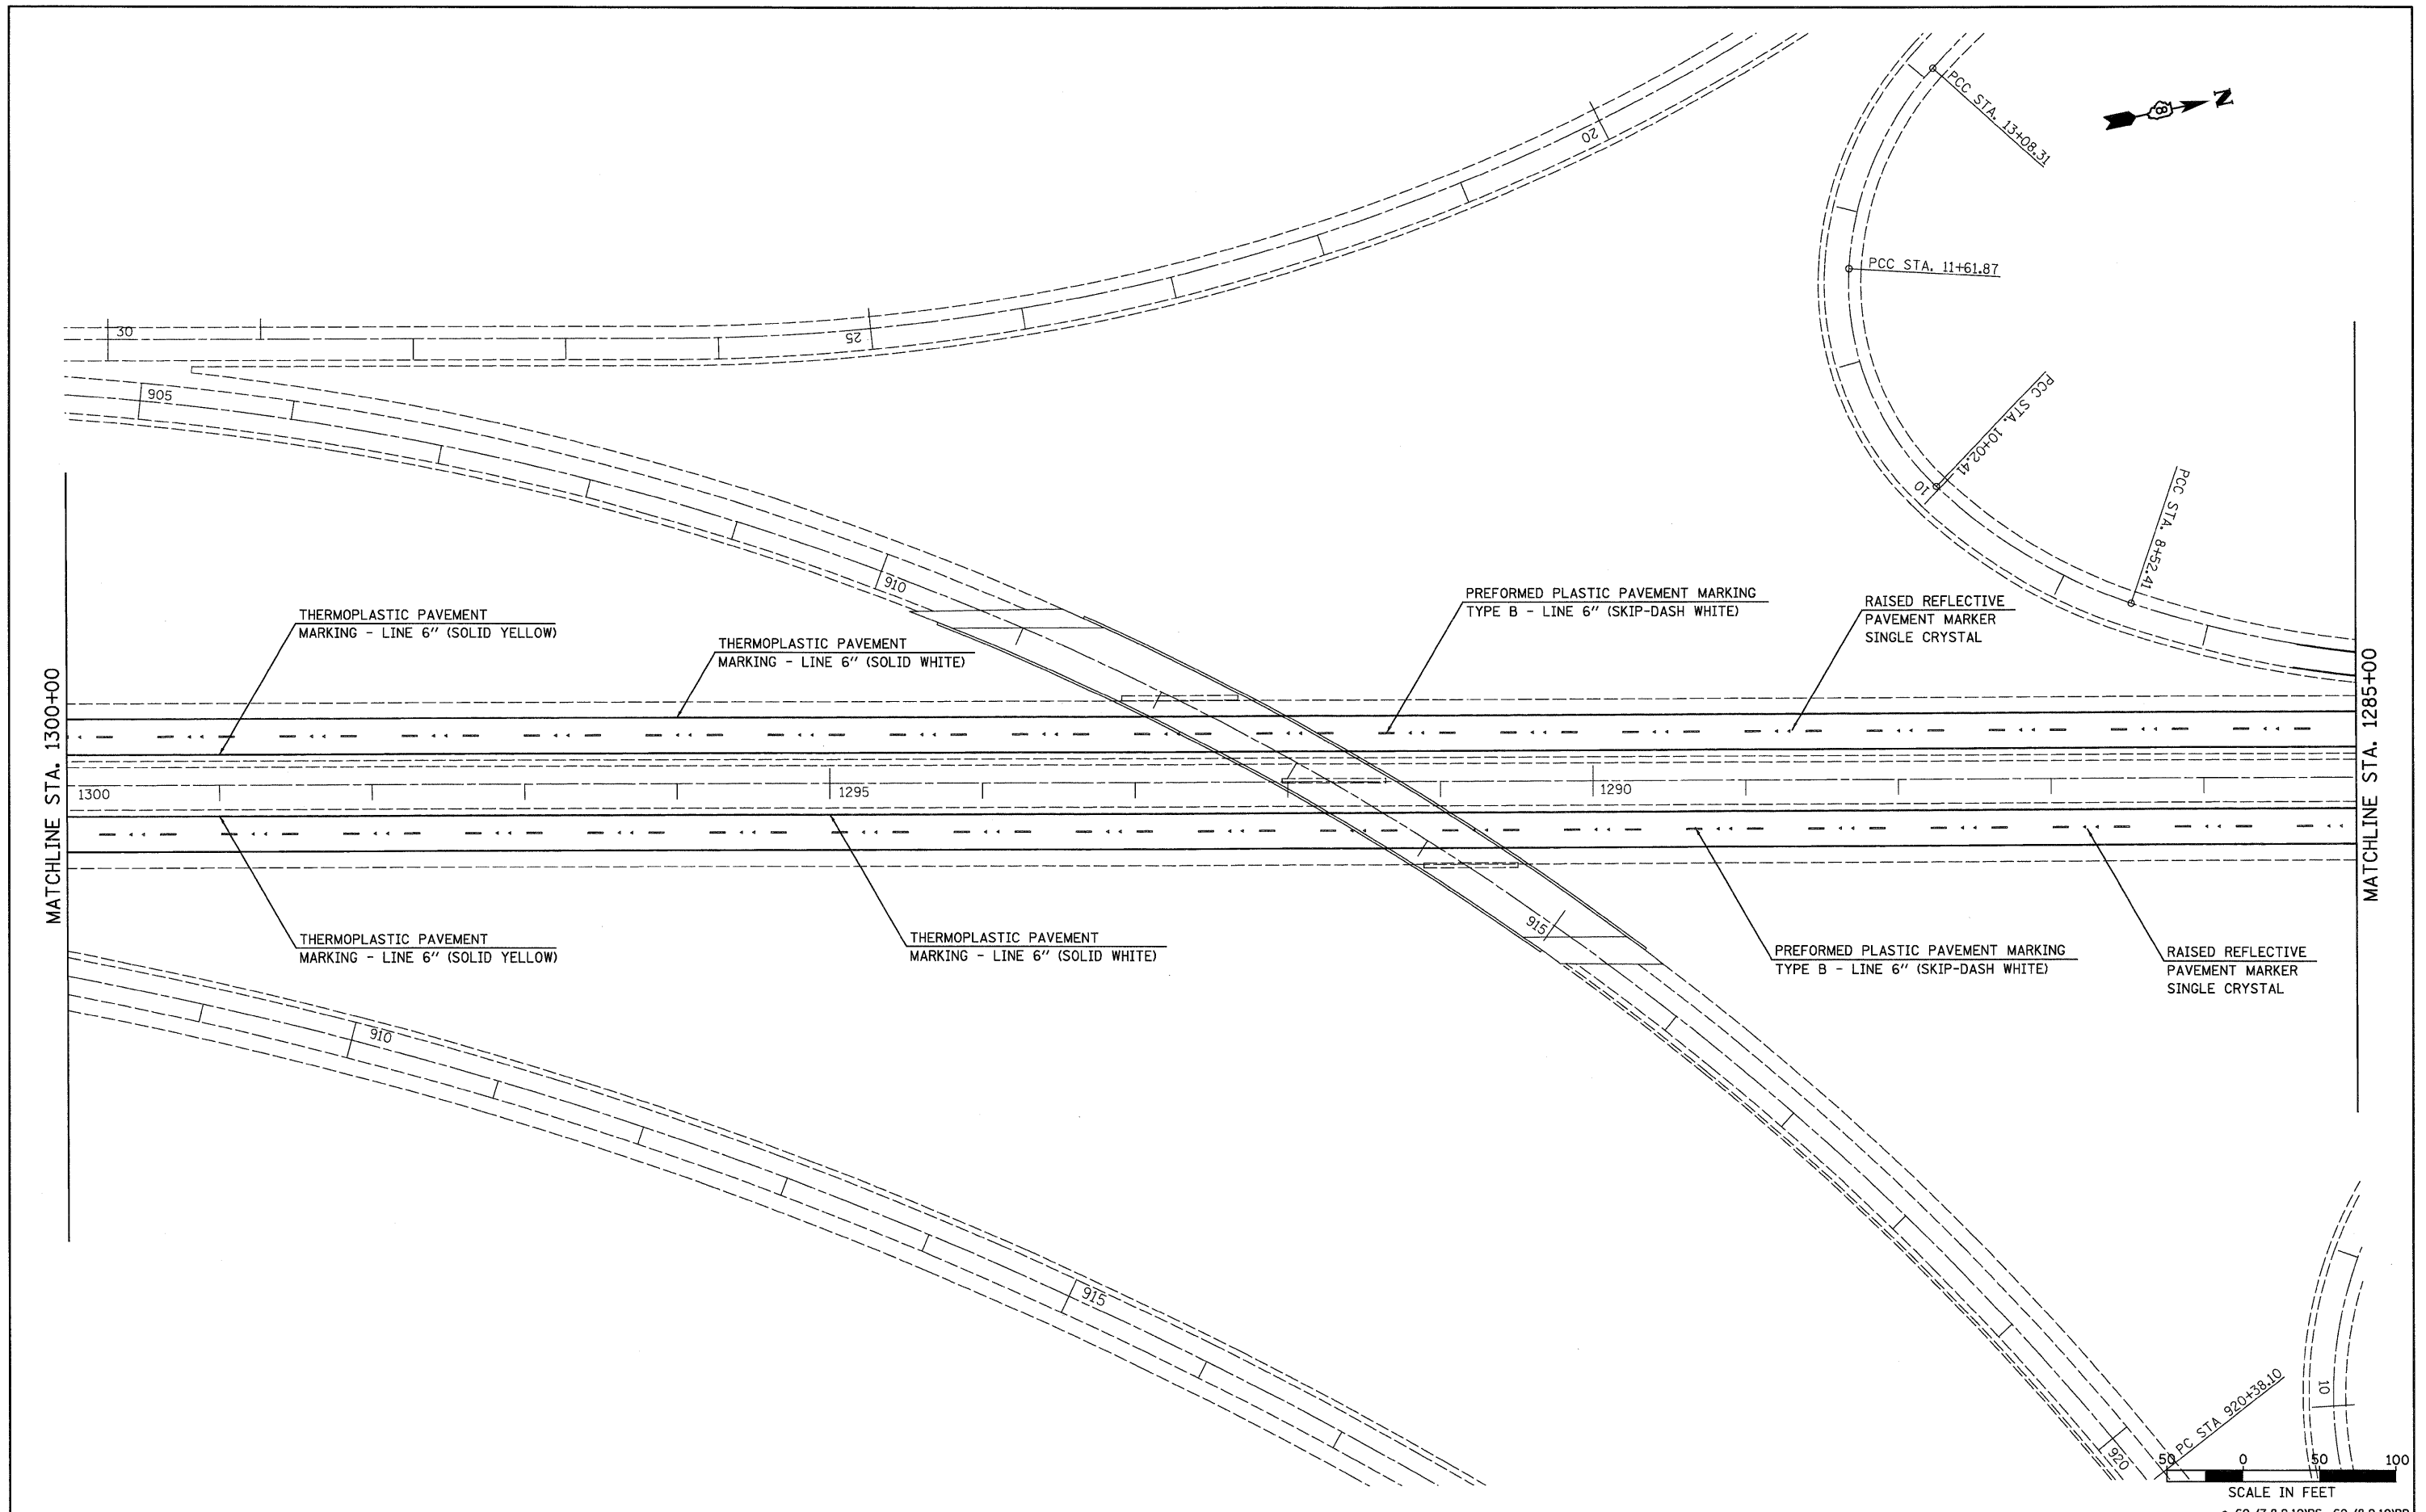 PCC STA. 13+08.31
N
20
PCC STA. 11+61.87
30
25
905
PCC STA. 10+02.41
10
PCC STA. 8+52.41
910
THERMOPLASTIC PAVEMENT
MARKING - LINE 6" (SOLID YELLOW)
THERMOPLASTIC PAVEMENT
MARKING - LINE 6" (SOLID WHITE)
PREFORMED PLASTIC PAVEMENT MARKING
TYPE B - LINE 6" (SKIP-DASH WHITE)
RAISED REFLECTIVE
PAVEMENT MARKER
SINGLE CRYSTAL
MATCHLINE STA. 1300+00
MATCHLINE STA. 1285+00
1300
1295
1290
915
THERMOPLASTIC PAVEMENT
MARKING - LINE 6" (SOLID YELLOW)
THERMOPLASTIC PAVEMENT
MARKING - LINE 6" (SOLID WHITE)
PREFORMED PLASTIC PAVEMENT MARKING
TYPE B - LINE 6" (SKIP-DASH WHITE)
RAISED REFLECTIVE
PAVEMENT MARKER
SINGLE CRYSTAL
910
915
10
PC STA 920+38.10
920
50 0 50 100
SCALE IN FEET